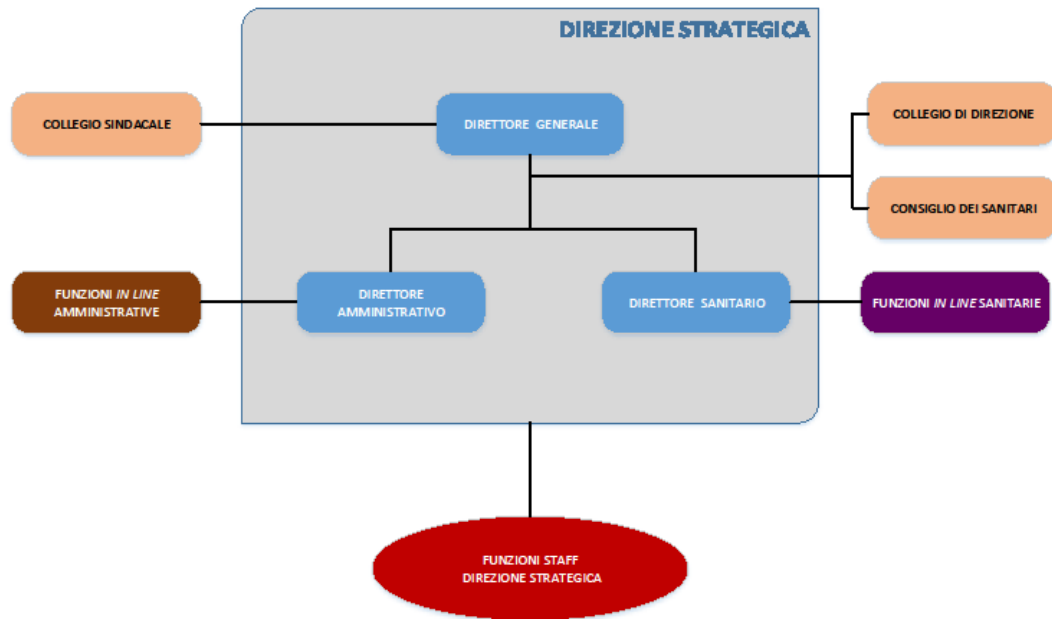 DIREZIONE STRATEGICA
COLLEGIO SINDACALE
DIRETTORE GENERALE
COLLEGIO DI DIREZIONE
CONSIGLIO DEI SANITARI
FUNZIONI IN LINE
AMMINISTRATIVE
DIRETTORE
AMMINISTRATIVO
DIRETTORE SANITARIO
FUNZIONI IN LINE SANITARIE
FUNZIONI STAFF
DIREZIONE STRATEGICA